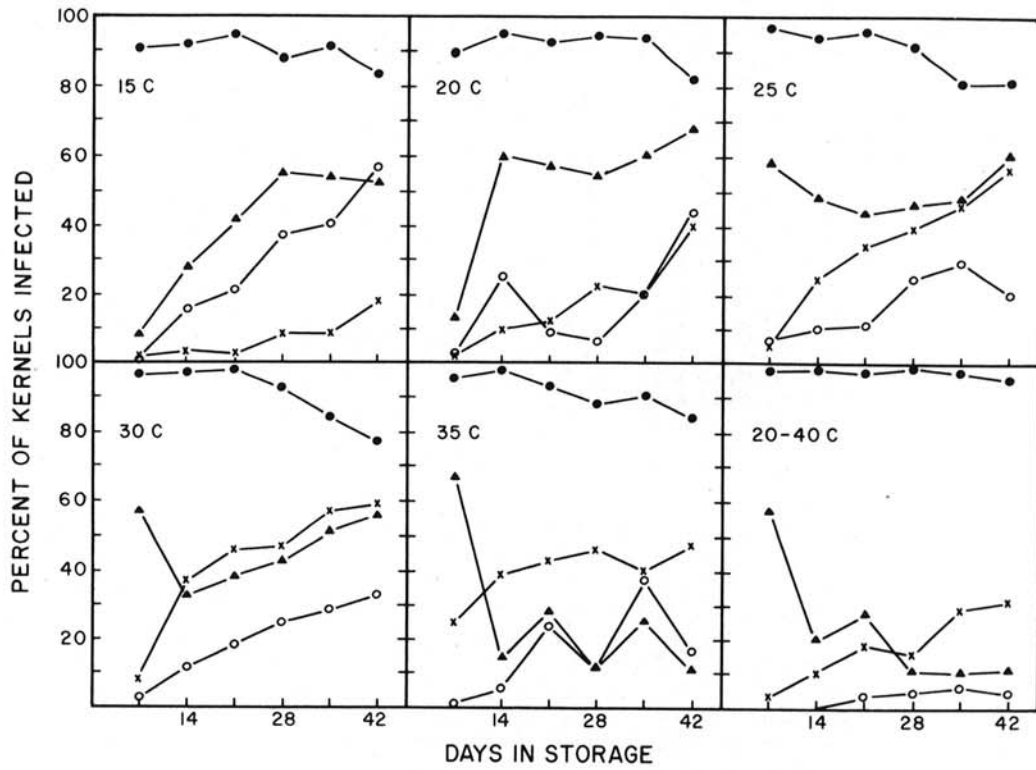 PERCENT OF KERNELS INFECTED
100
80
60
40
20
15 C
20 C
25 C
100
80
60
40
20
30 C
35 C
20-40 C
14 28 42 14 28 42 14 28 42
DAYS IN STORAGE